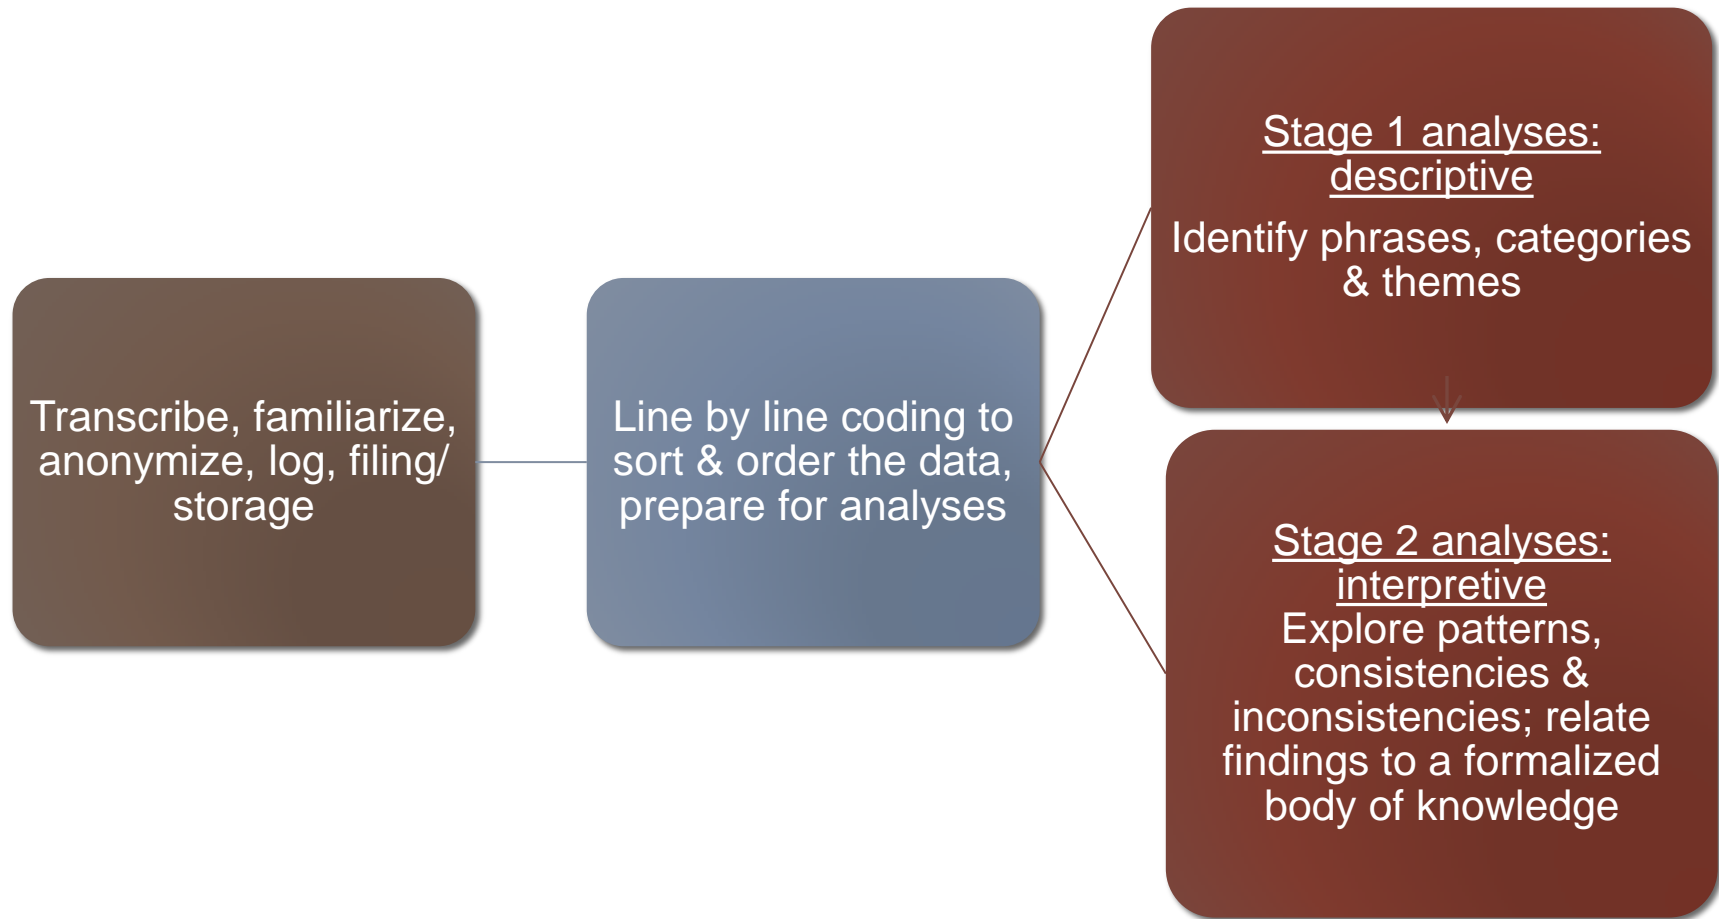 Transcribe, familiarize,
anonymize, log, filing/
storage
Line by line coding to
sort & order the data,
prepare for analyses
Stage 1 analyses:
descriptive
Identify phrases, categories
& themes
Stage 2 analyses:
interpretive
Explore patterns,
consistencies &
inconsistencies; relate
findings to a formalized
body of knowledge